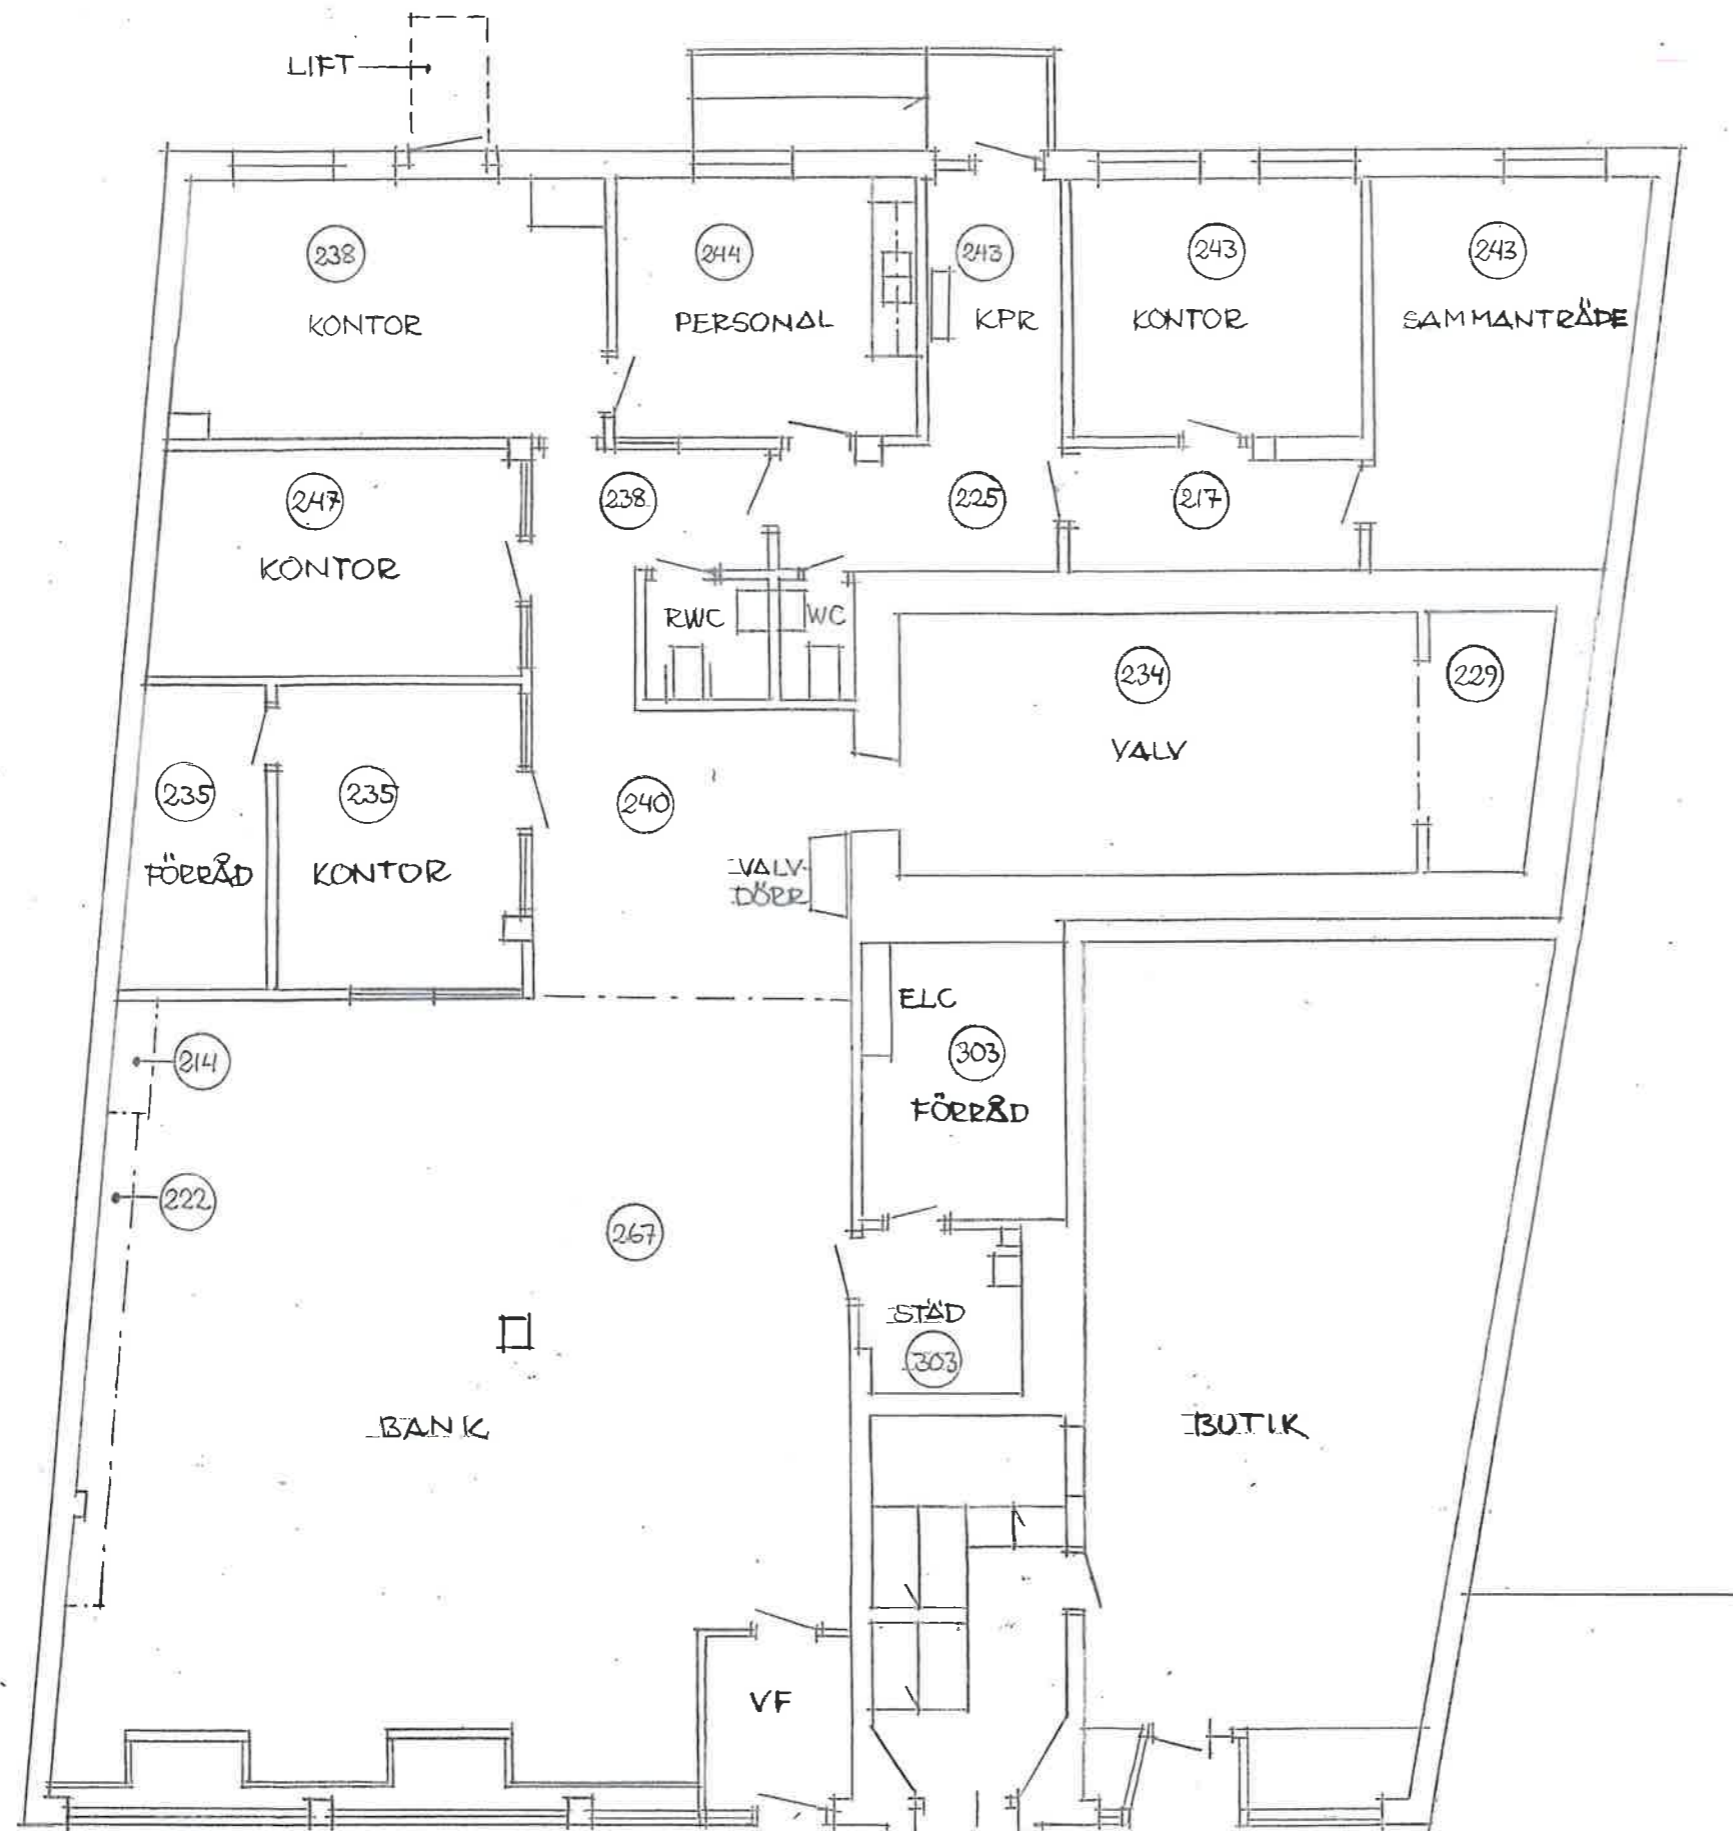 LIFT
238
KONTOR
244
PERSONAL
243
KPR
243
KONTOR
243
SAMMANTRÄDE
247
KONTOR
238
225
217
RWC
WC
234
VALV
229
235
FÖRRÅD
235
KONTOR
240
VALV-
DÖRR
ELC
303
FÖRRÅD
214
222
267
STÄD
303
BANK
BUTIK
VF